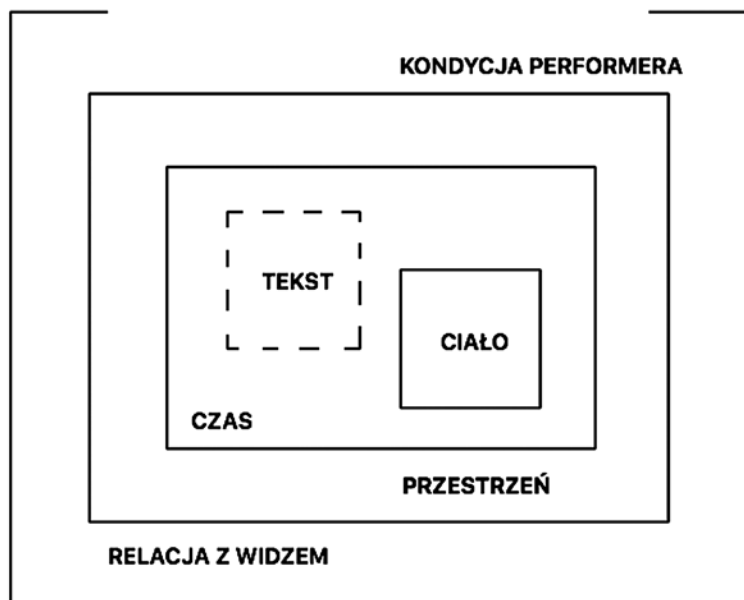 KONDYCJA PERFORMERA
TEKST
CIAŁO
CZAS
PRZESTRZEŃ
RELACJA Z WIDZEM